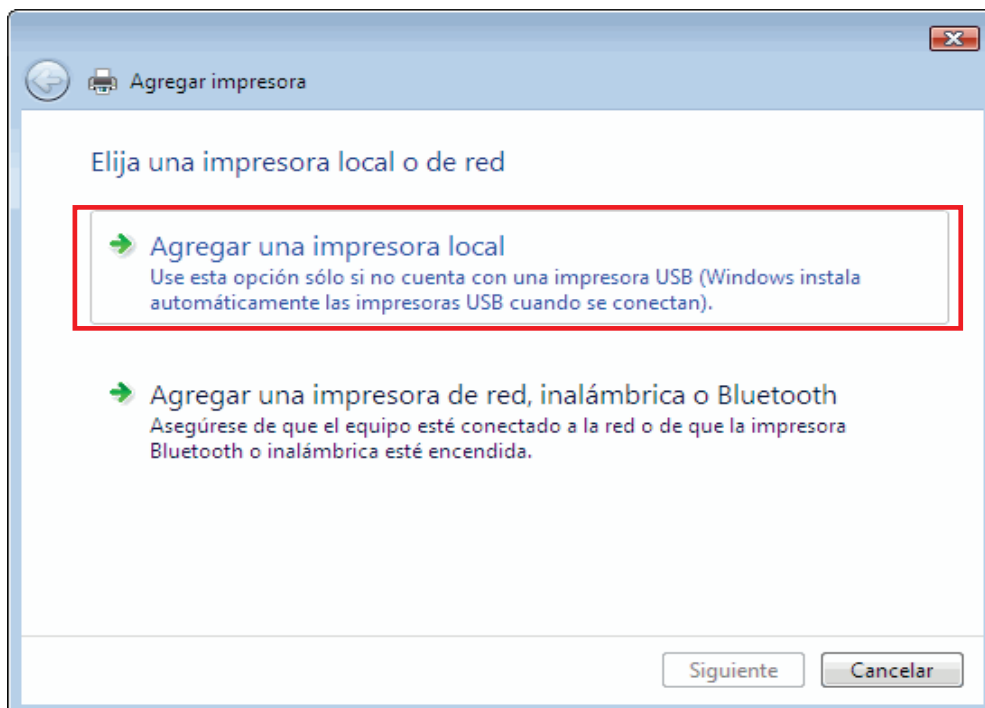 Agregar impresora
Elija una impresora local o de red
Agregar una impresora local
Use esta opción sólo si no cuenta con una impresora USB (Windows instala
automáticamente las impresoras USB cuando se conectan).
Agregar una impresora de red, inalámbrica o Bluetooth
Asegúrese de que el equipo esté conectado a la red o de que la impresora
Bluetooth o inalámbrica esté encendida.
Siguiente Cancelar